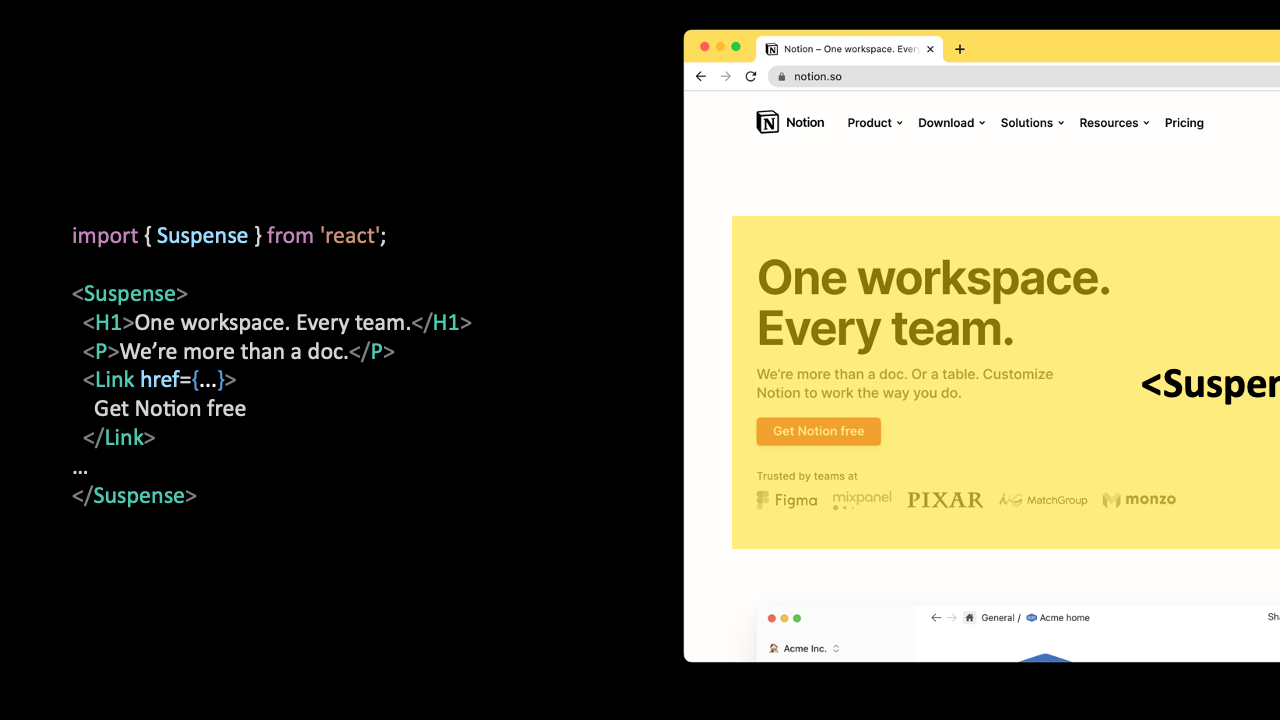 import { Suspense } from 'react';
<Suspense>
<H1>One workspace. Every team.</H1>
<P>We’re more than a doc.</P>
<Link href={...}>
Get Notion free
</Link>
...
</Suspense>
Notion – One workspace. Every
notion.so
Notion Product Download Solutions Resources Pricing
One workspace.
Every team.
We’re more than a doc. Or a table. Customize
Notion to work the way you do.
<Suspen
Get Notion free
Trusted by teams at
Figma mixpanel PIXAR MatchGroup monzo
General / Acme home Sha
Acme Inc.